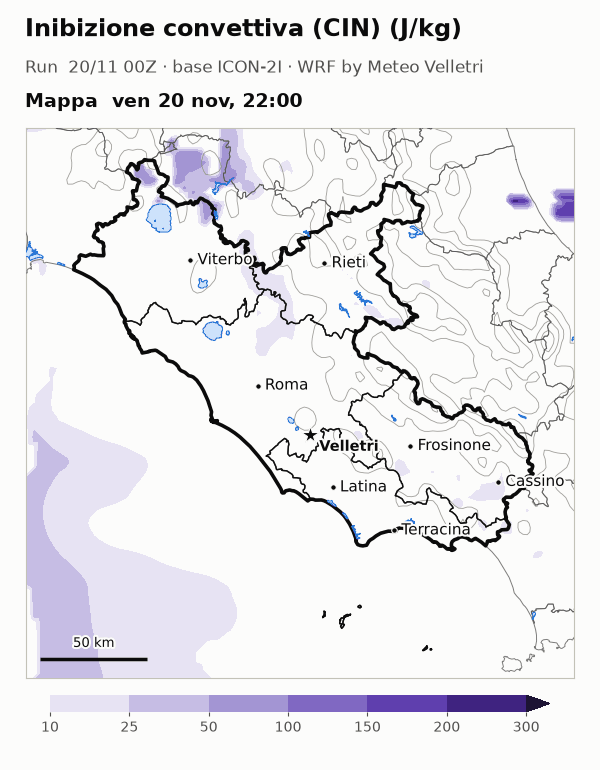 Inibizione convettiva (CIN) (J/kg)
Run  20/11 00Z · base ICON-2I · WRF by Meteo Velletri
Mappa  ven 20 nov, 22:00
Viterbo
Rieti
Roma
Velletri
Frosinone
Cassino
Latina
Terracina
50 km
10 25 50 100 150 200 300